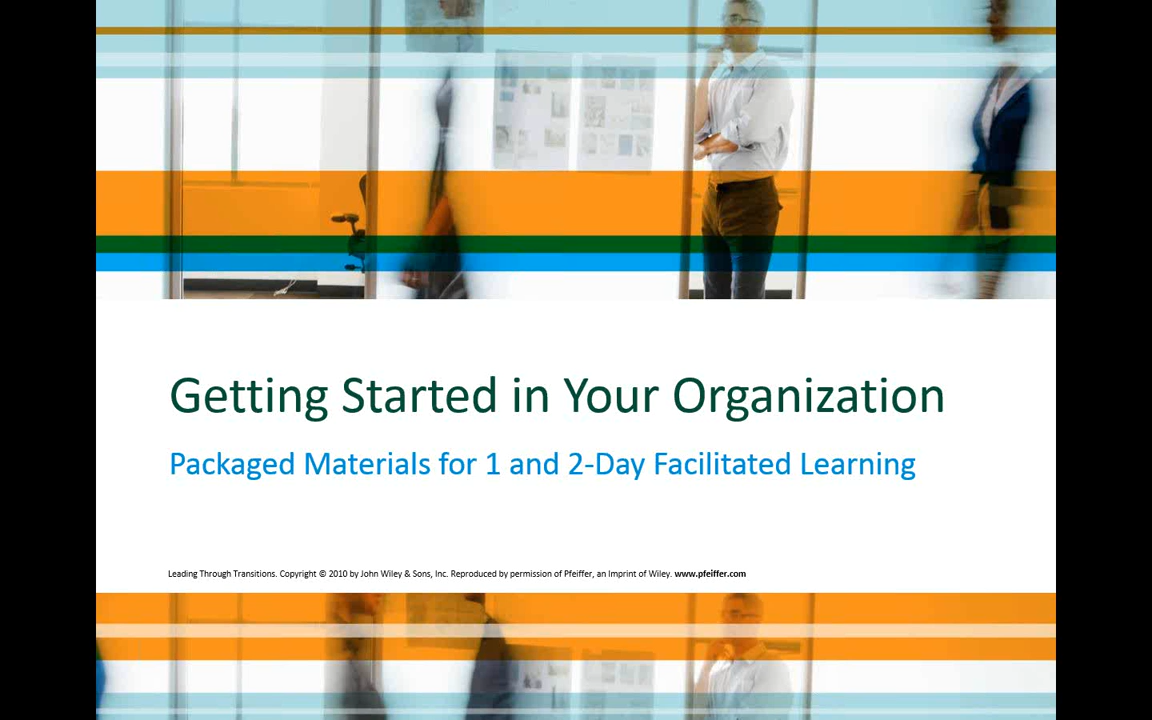 Getting Started in Your Organization
Packaged Materials for 1 and 2-Day Facilitated Learning
Leading Through Transitions. Copyright © 2010 by John Wiley & Sons, Inc. Reproduced by permission of Pfeiffer, an Imprint of Wiley. www.pfeiffer.com